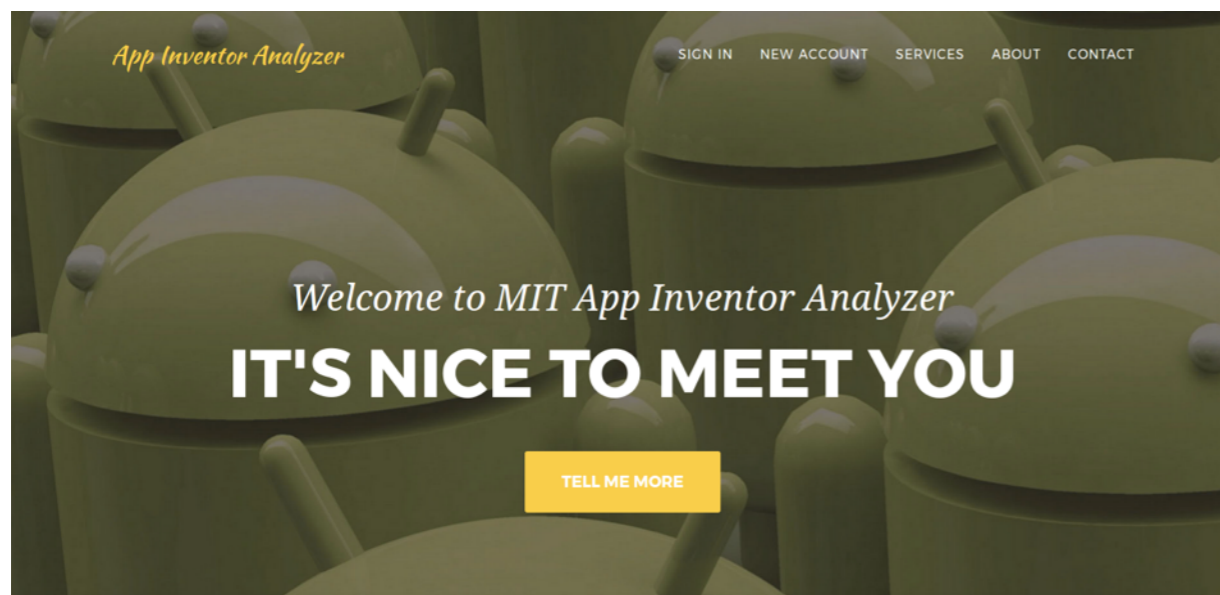 App Inventor Analyzer
SIGN IN NEW ACCOUNT SERVICES ABOUT CONTACT
Welcome to MIT App Inventor Analyzer
IT'S NICE TO MEET YOU
TELL ME MORE